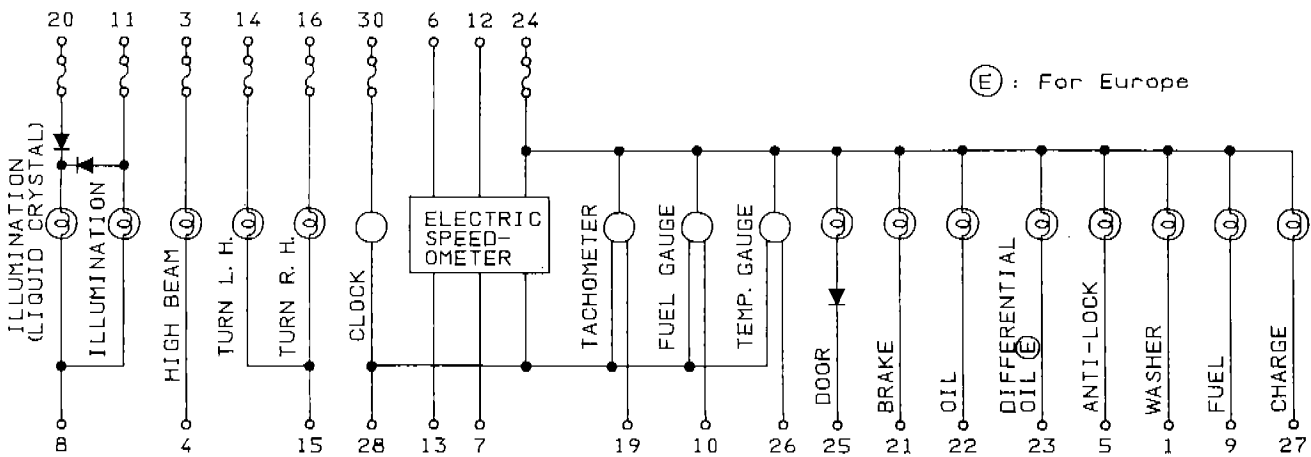 20 11 3 14 16 30 6 12 24
Ⓔ : For Europe
ILLUMINATION
(LIQUID CRYSTAL)
ILLUMINATION
HIGH BEAM
TURN L. H.
TURN R. H.
CLOCK
ELECTRIC
SPEED-
OMETER
TACHOMETER
FUEL GAUGE
TEMP. GAUGE
DOOR
BRAKE
OIL
DIFFERENTIAL
OIL Ⓔ
ANTI-LOCK
WASHER
FUEL
CHARGE
8 4 15 28 13 7 19 10 26 25 21 22 23 5 1 9 27